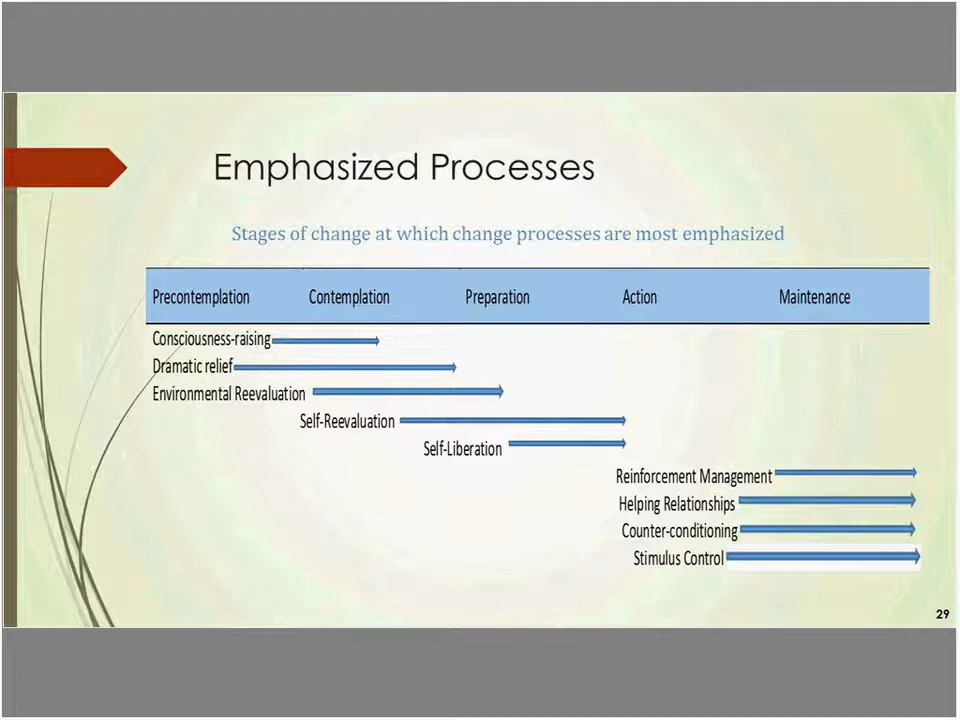 Emphasized Processes
Stages of change at which change processes are most emphasized
Precontemplation Contemplation Preparation Action Maintenance
Consciousness-raising
Dramatic relief
Environmental Reevaluation
Self-Reevaluation
Self-Liberation
Reinforcement Management
Helping Relationships
Counter-conditioning
Stimulus Control
29